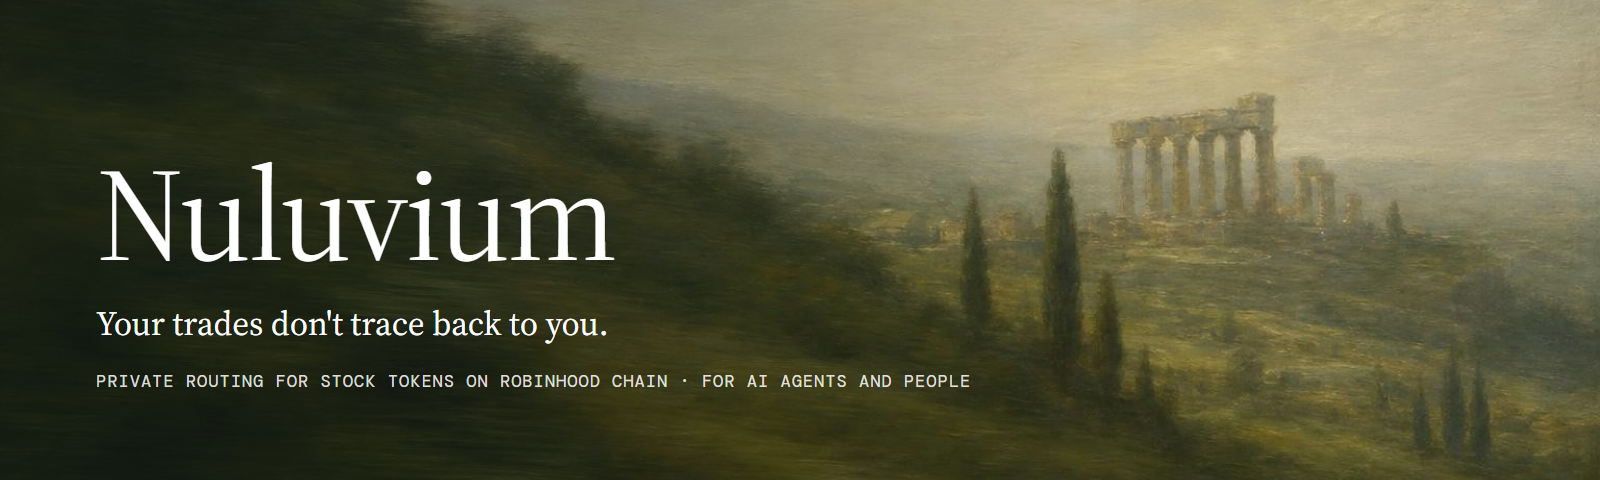 Nuluvium
Your trades don't trace back to you.
PRIVATE ROUTING FOR STOCK TOKENS ON ROBINHOOD CHAIN · FOR AI AGENTS AND PEOPLE